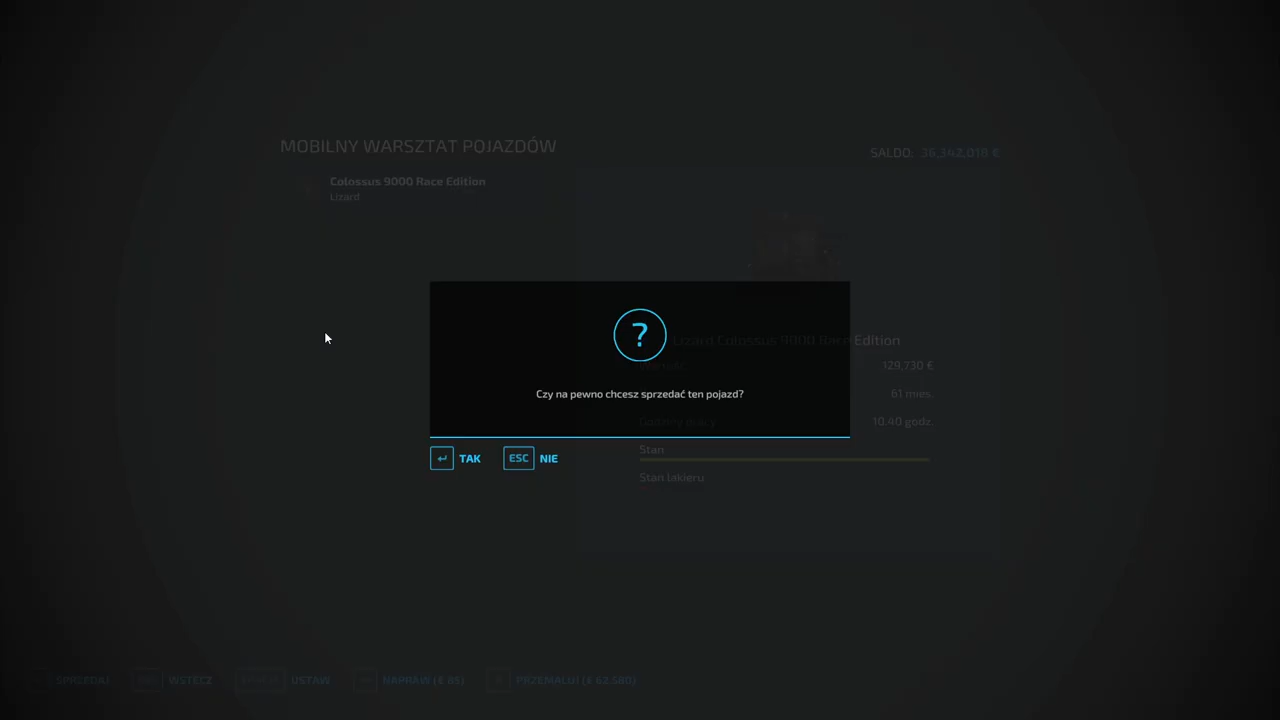 MOBILNY WARSZTAT POJAZDÓW
SALDO: 36,342,018 €
Colossus 9000 Race Edition
Lizard
Lizard Colossus 9000 Race Edition
129,730 €
61 mies.
Czy na pewno chcesz sprzedać ten pojazd?
10.40 godz.
Stan
TAK
ESC NIE
Stan lakieru
SPRZEDAJ
WSTECZ
USTAW
NAPRAW (€ 85)
PRZEMALUJ (€ 62,580)